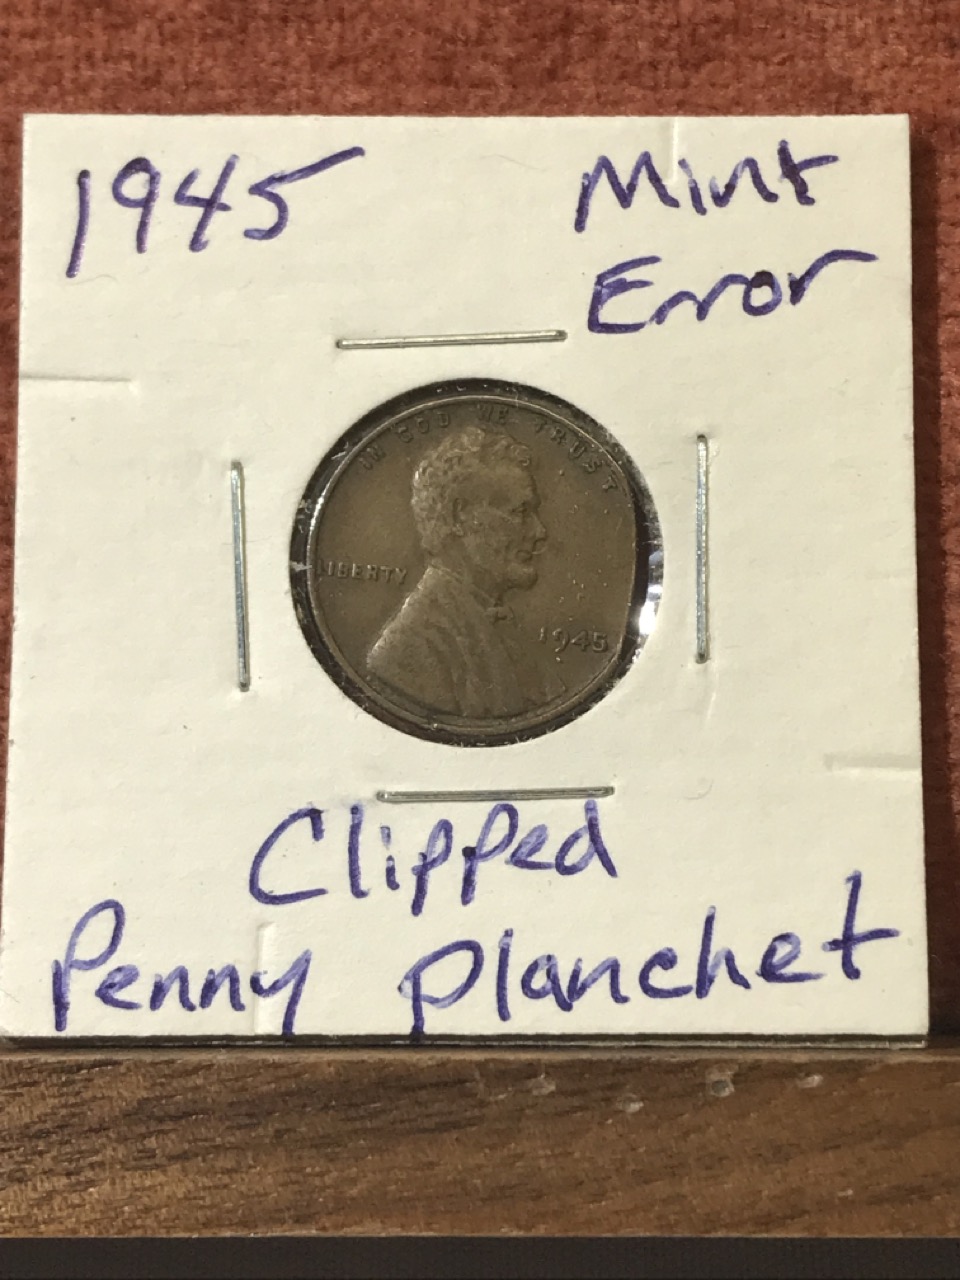 1945
Mint
Error
IN GOD WE TRUST
LIBERTY
1945
Clipped
Penny Planchet